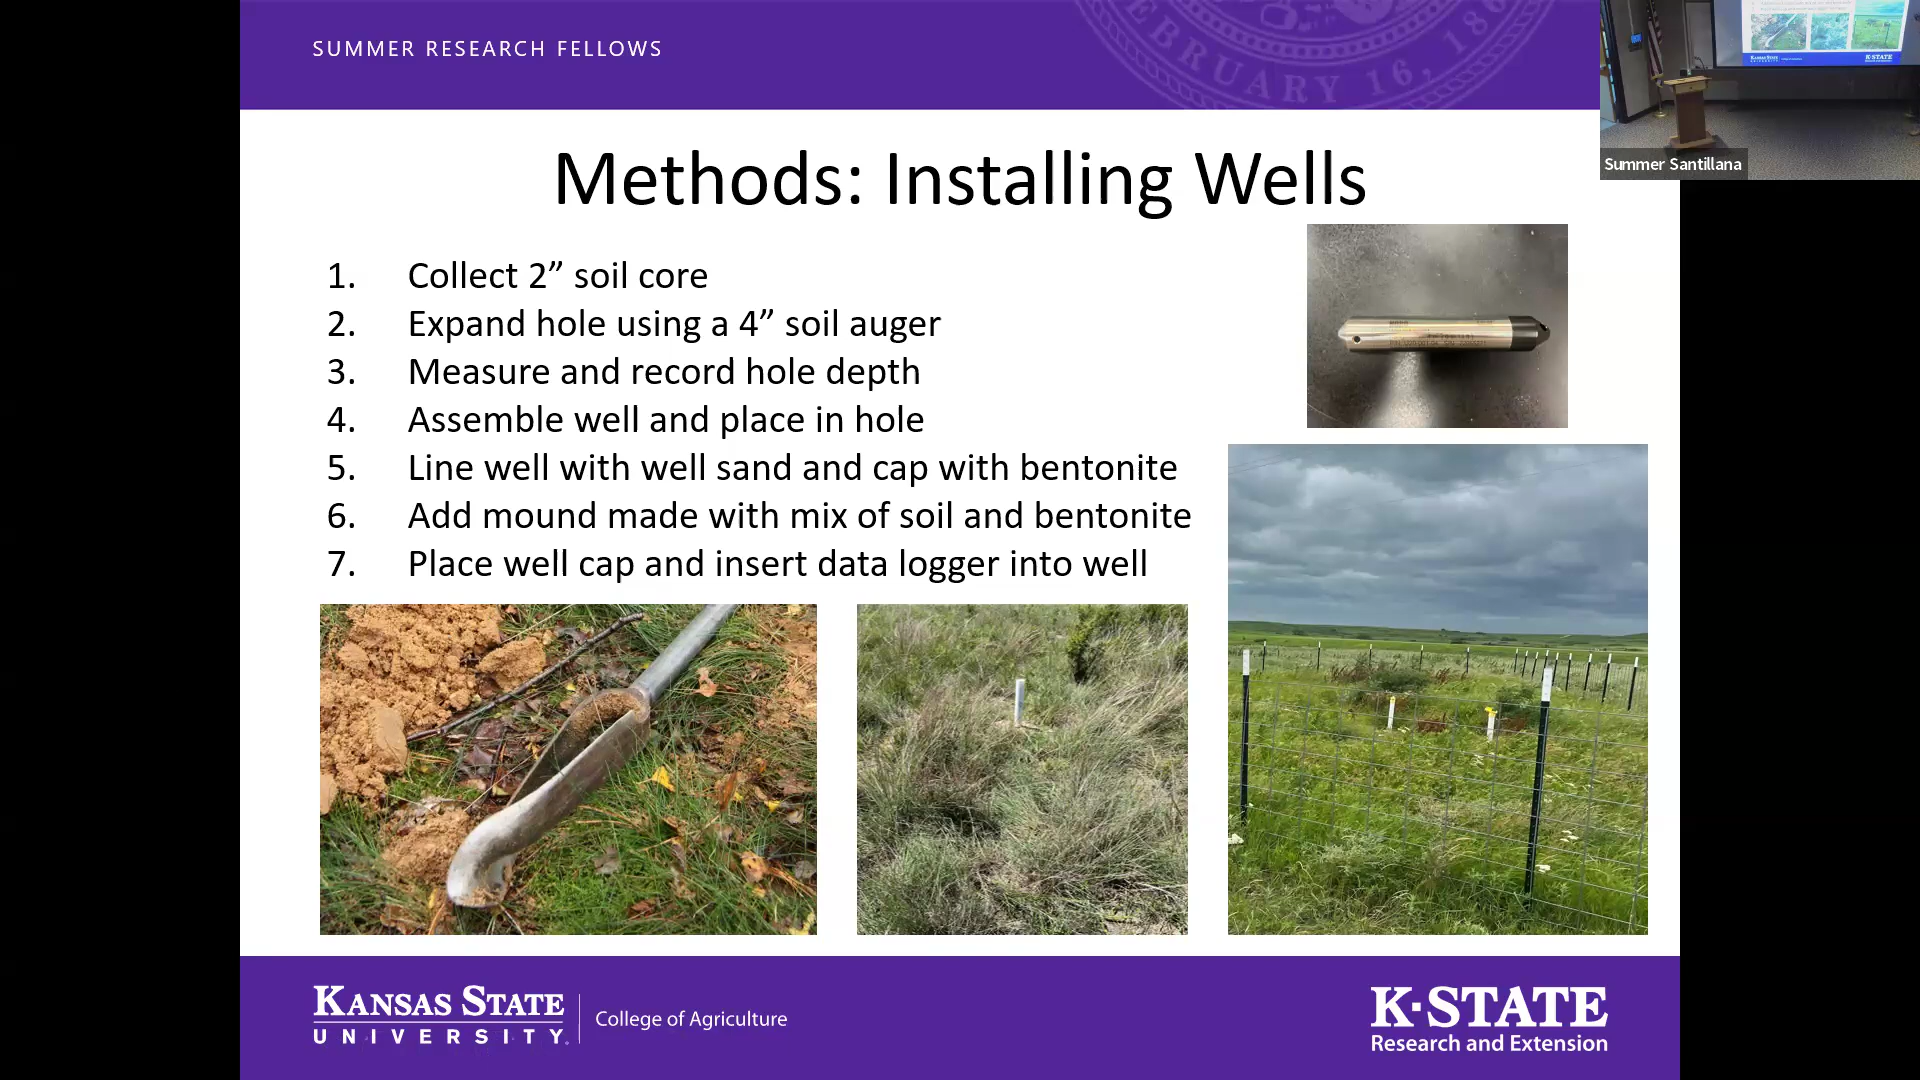 SUMMER RESEARCH FELLOWS
EBRUARY 16, 186
Summer Santillana
Methods: Installing Wells
1. Collect 2” soil core
2. Expand hole using a 4” soil auger
3. Measure and record hole depth
4. Assemble well and place in hole
5. Line well with well sand and cap with bentonite
6. Add mound made with mix of soil and bentonite
7. Place well cap and insert data logger into well
KANSAS STATE
UNIVERSITY
College of Agriculture
K-STATE
Research and Extension